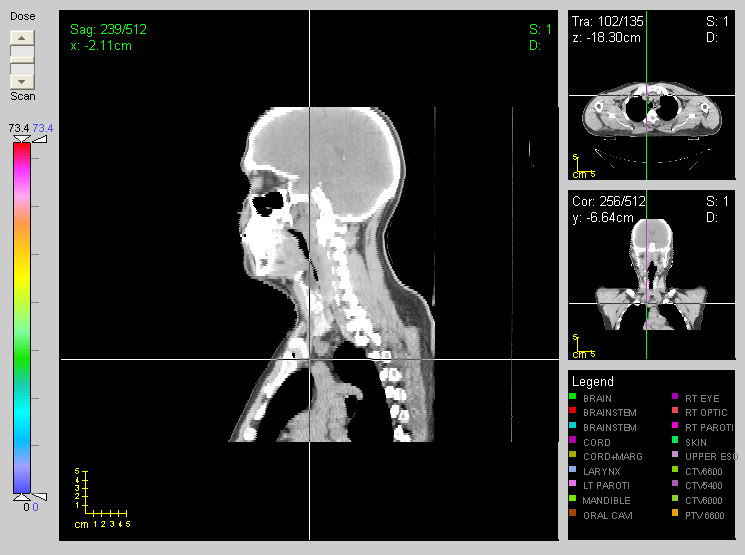 Dose
Scan
73.4 73.4
0 0
Sag: 239/512
x: -2.11cm
S: 1
D:
5
4
3
2
1
cm 1 2 3 4 5
Tra: 102/135
z: -18.30cm
S: 1
D:
5
cm 5
Cor: 256/512
y: -6.64cm
S: 1
D:
5
cm 5
Legend
BRAIN
BRAINSTEM
BRAINSTEM
CORD
CORD+MARG
LARYNX
LT PAROTI
MANDIBLE
ORAL CAVI
RT EYE
RT OPTIC
RT PAROTI
SKIN
UPPER ESO
CTV6600
CTV5400
CTV6000
PTV6600